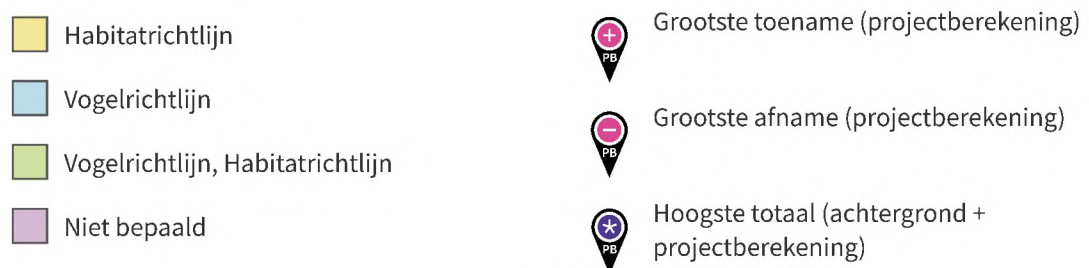 Habitatrichtlijn
Vogelrichtlijn
Vogelrichtlijn, Habitatrichtlijn
Niet bepaald
+
PB
Grootste toename (projectberekening)
−
PB
Grootste afname (projectberekening)
*
PB
Hoogste totaal (achtergrond +
projectberekening)